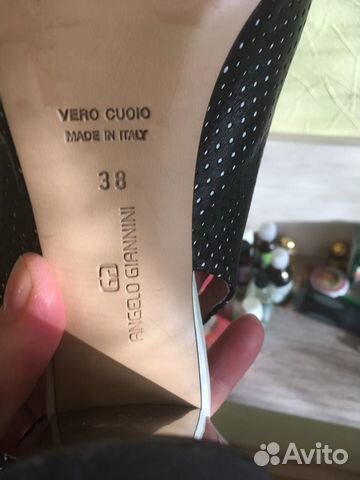 VERO CUOIO
MADE IN ITALY
38
ANGELO GIANNINI
Avito